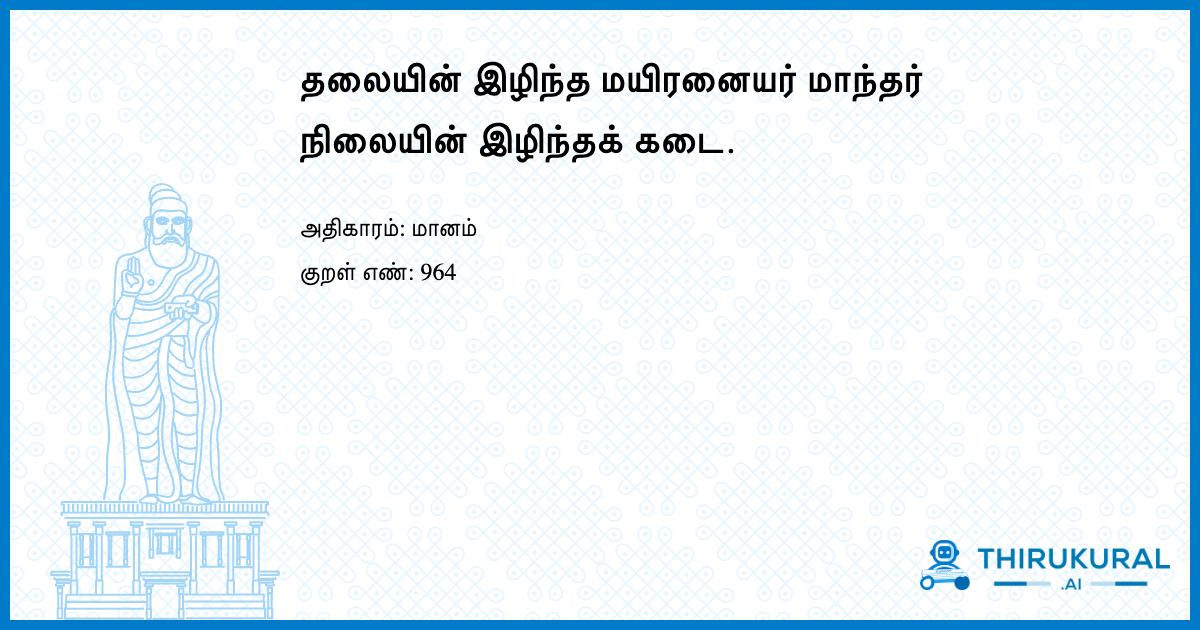 தலையின் இழிந்த மயிரனையர் மாந்தர்
நிலையின் இழிந்தக் கடை.
அதிகாரம்: மானம்
குறள் எண்: 964
THIRUKURAL
.AI